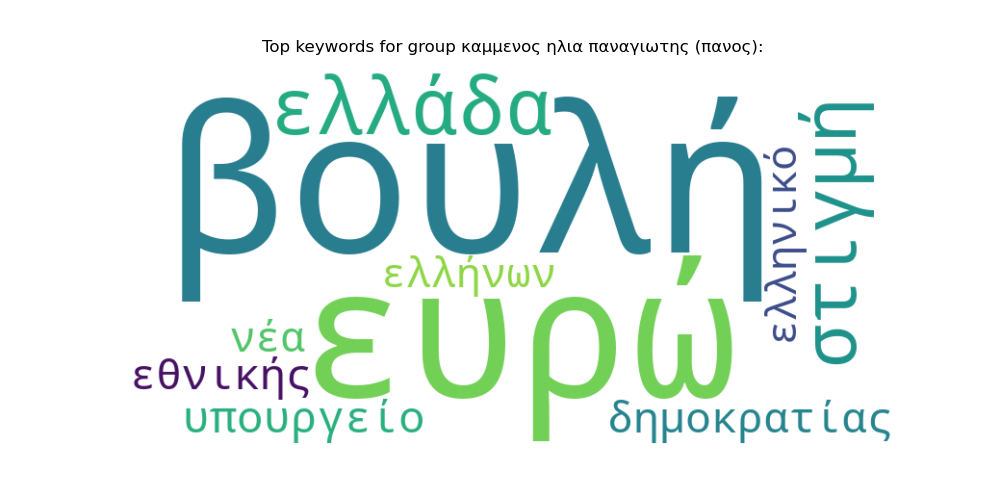 Top keywords for group καμμενος ηλια παναγιωτης (πανος):
ελλάδα
βουλή
στιγμή
ελληνικό
ελλήνων
ευρώ
νέα
εθνικής
υπουργείο
δημοκρατίας